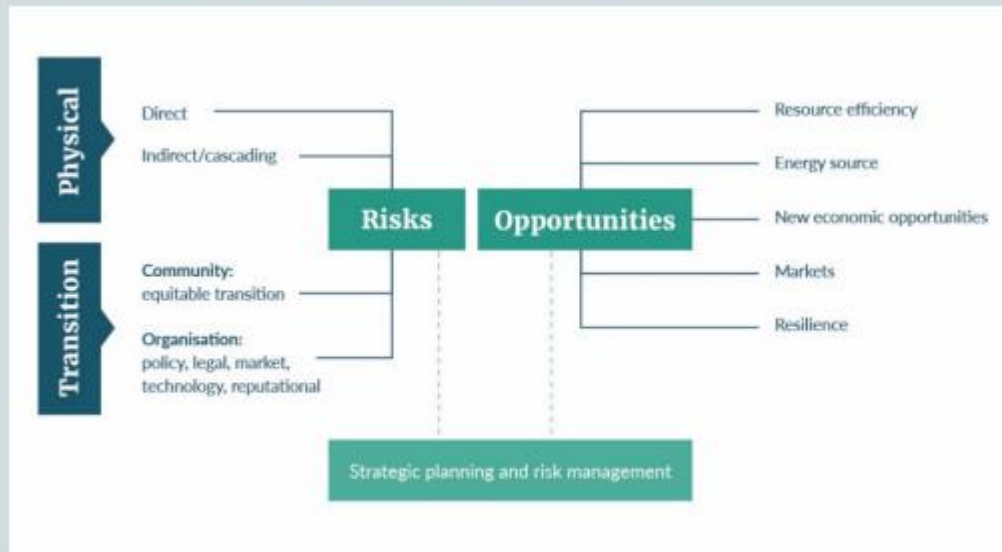 Physical
Direct
Indirect/cascading
Transition
Community:
equitable transition
Organisation:
policy, legal, market,
technology, reputational
Risks
Opportunities
Resource efficiency
Energy source
New economic opportunities
Markets
Resilience
Strategic planning and risk management